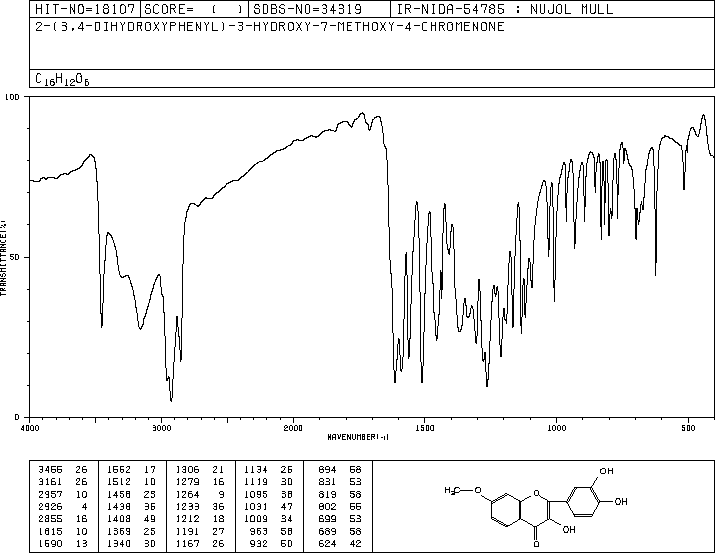 HIT-NO=18107 SCORE= ( ) SDBS-NO=34319 IR-NIDA-54785 : NUJOL MULL
2-(3,4-DIHYDROXYPHENYL)-3-HYDROXY-7-METHOXY-4-CHROMENONE
C16H12O6
100
50
0
TRANSMITTANCE(%)
4000 3000 2000 1500 1000 500
WAVENUMBER(-1)
3455 26 1562 17 1306 21 1134 26 894 58
3161 26 1512 10 1279 16 1119 30 831 53
2957 10 1458 23 1264 9 1095 38 819 58
2926 4 1438 36 1233 36 1031 47 802 55
2855 16 1408 49 1212 18 1009 34 699 53
1615 10 1369 25 1191 27 963 58 689 58
1590 13 1340 30 1167 26 932 50 624 42
H3C O O OH OH OH O